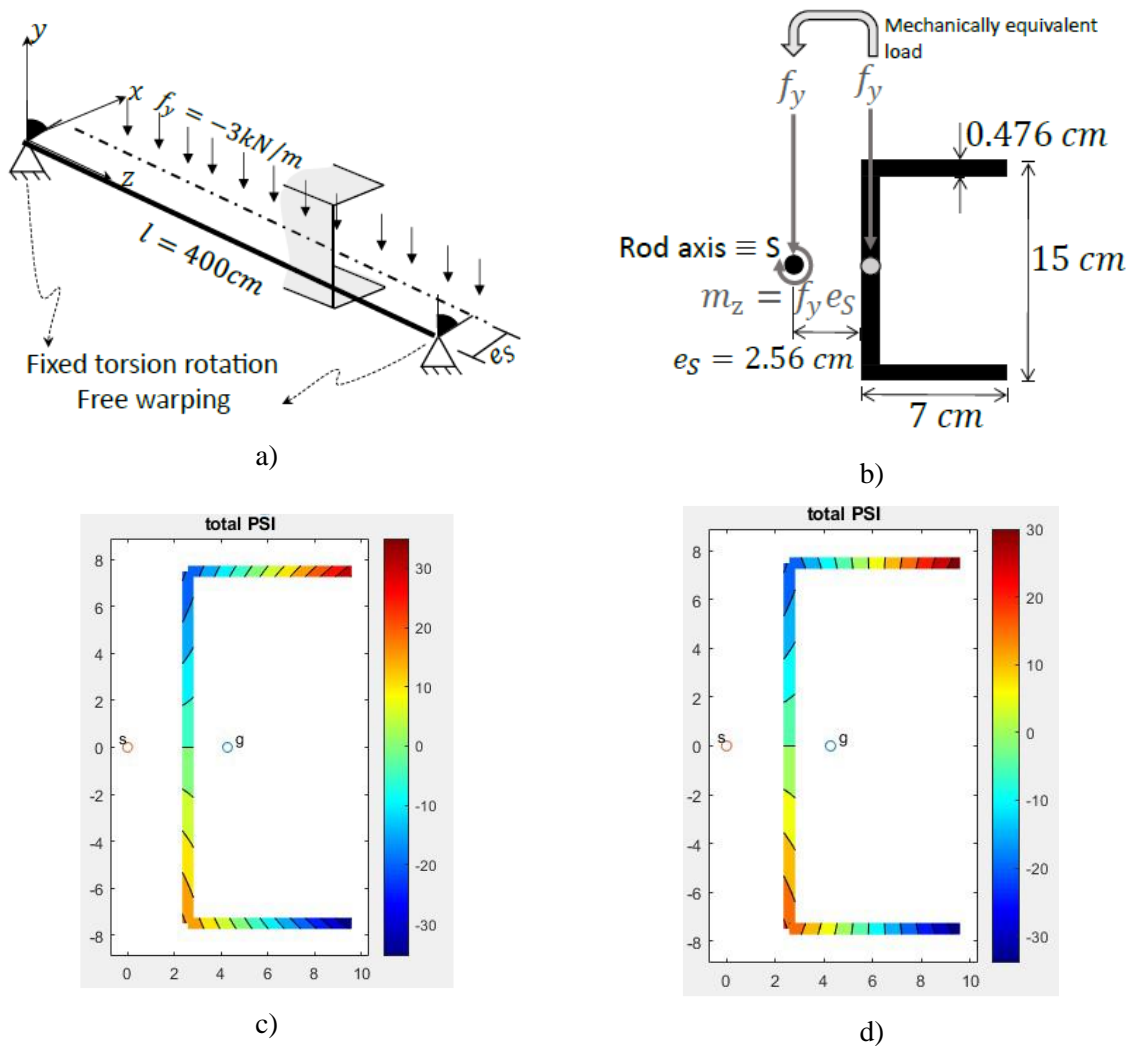 y
x
f_y = -3kN/m
z
l = 400cm
e_S
Fixed torsion rotation
Free warping
a)
Mechanically equivalent
load
f_y
f_y
0.476 cm
Rod axis ≡ S
15 cm
m_z = f_y e_S
e_S = 2.56 cm
7 cm
b)
total PSI
8
6
4
2
0
-2
-4
-6
-8
0
2
4
6
8
10
s
g
30
20
10
0
-10
-20
-30
c)
total PSI
8
6
4
2
0
-2
-4
-6
-8
0
2
4
6
8
10
s
g
30
20
10
0
-10
-20
-30
d)